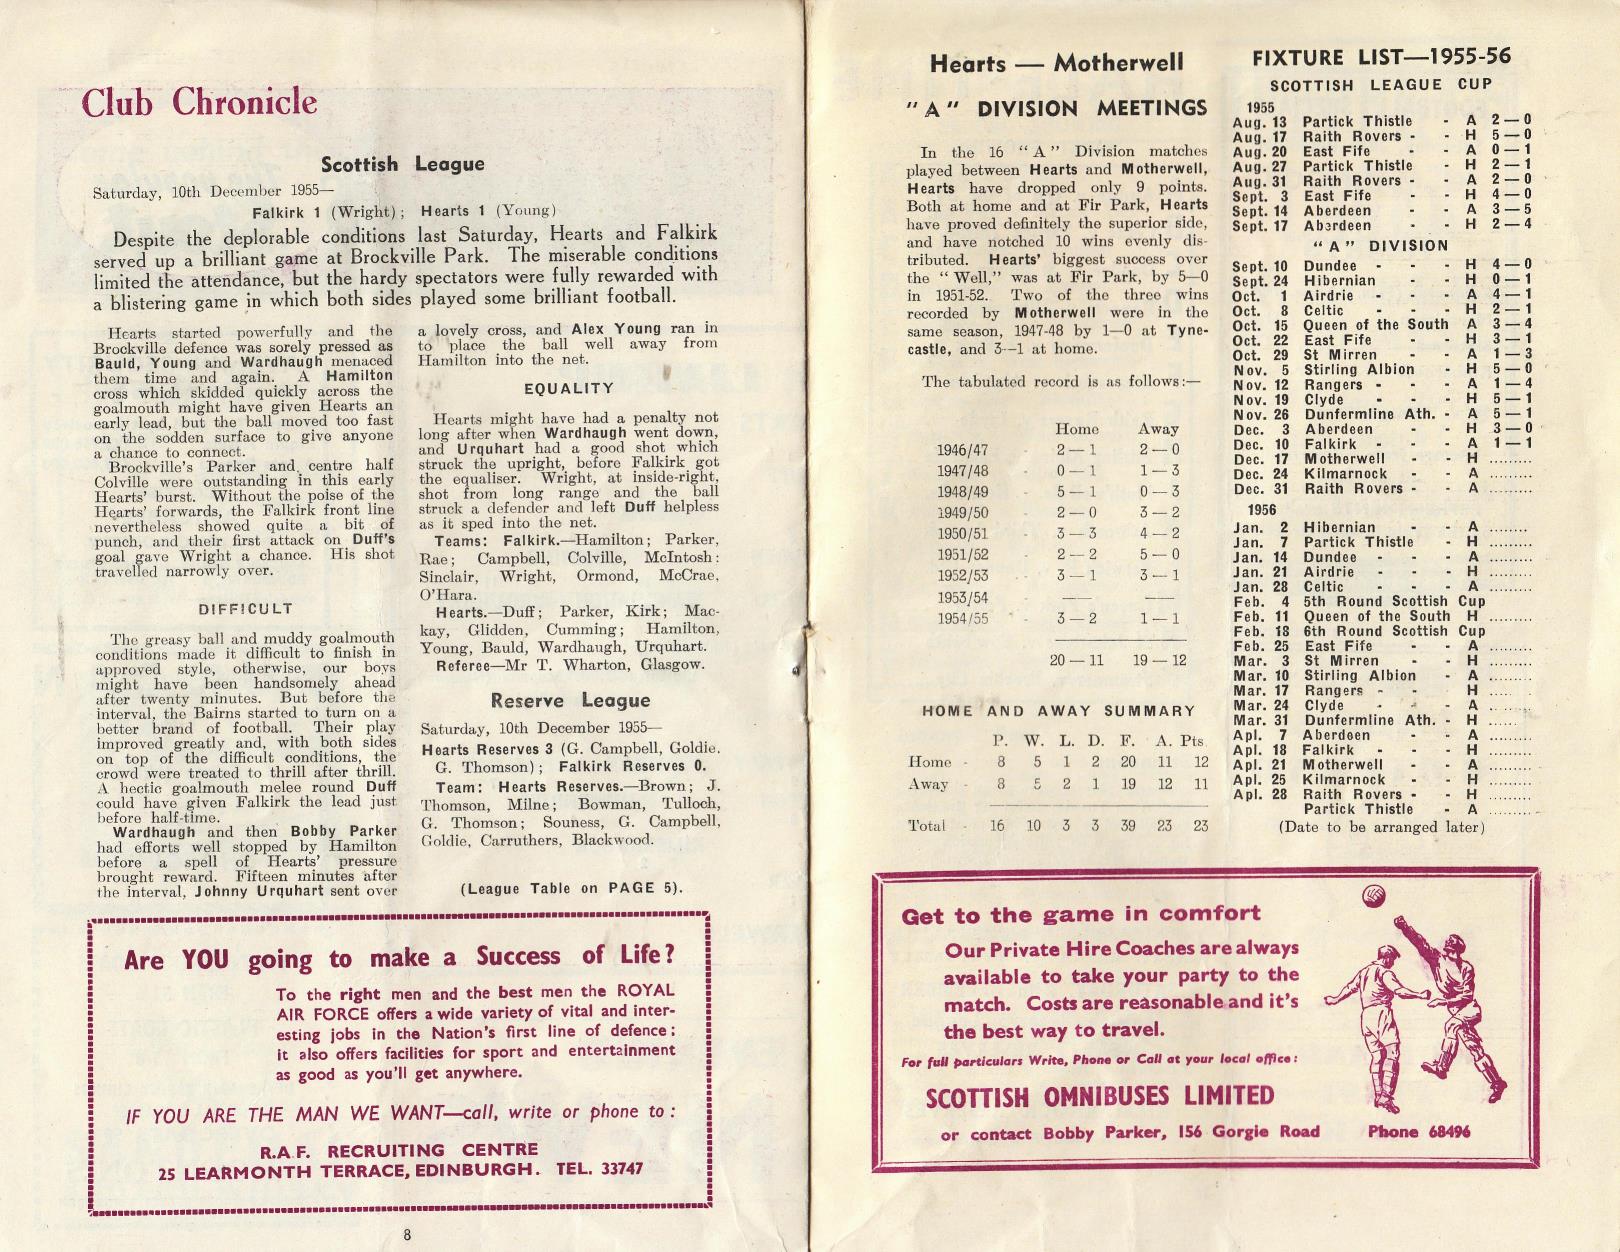 Club Chronicle
Scottish League
Saturday, 10th December 1955—
Falkirk 1 (Wright); Hearts 1 (Young)
Despite the deplorable conditions last Saturday, Hearts and Falkirk
served up a brilliant game at Brockville Park. The miserable conditions
limited the attendance, but the hardy spectators were fully rewarded with
a blistering game in which both sides played some brilliant football.
Hearts started powerfully and the
Brockville defence was sorely pressed as
Bauld, Young and Wardhaugh menaced
them time and again. A Hamilton
cross which skidded quickly across the
goalmouth might have given Hearts an
early lead, but the ball moved too fast
on the sodden surface to give anyone
a chance to connect.
Brockville's Parker and centre half
Colville were outstanding in this early
Hearts' burst. Without the poise of the
Hearts' forwards, the Falkirk front line
nevertheless showed quite a bit of
punch, and their first attack on Duff's
goal gave Wright a chance. His shot
travelled narrowly over.
DIFFICULT
The greasy ball and muddy goalmouth
conditions made it difficult to finish in
approved style, otherwise, our boys
might have been handsomely ahead
after twenty minutes. But before the
interval, the Bairns started to turn on a
better brand of football. Their play
improved greatly and, with both sides
on top of the difficult conditions, the
crowd were treated to thrill after thrill.
A hectic goalmouth melee round Duff
could have given Falkirk the lead just
before half-time.
Wardhaugh and then Bobby Parker
had efforts well stopped by Hamilton
before a spell of Hearts' pressure
brought reward. Fifteen minutes after
the interval, Johnny Urquhart sent over
a lovely cross, and Alex Young ran in
to place the ball well away from
Hamilton into the net.
EQUALITY
Hearts might have had a penalty not
long after when Wardhaugh went down,
and Urquhart had a good shot which
struck the upright, before Falkirk got
the equaliser. Wright, at inside-right,
shot from long range and the ball
struck a defender and left Duff helpless
as it sped into the net.
Teams: Falkirk.—Hamilton; Parker,
Rae; Campbell, Colville, McIntosh:
Sinclair, Wright, Ormond, McCrae,
O'Hara.
Hearts.—Duff; Parker, Kirk; Mac-
kay, Glidden, Cumming; Hamilton,
Young, Bauld, Wardhaugh, Urquhart.
Referee—Mr T. Wharton, Glasgow.
Reserve League
Saturday, 10th December 1955—
Hearts Reserves 3 (G. Campbell, Goldie.
G. Thomson); Falkirk Reserves 0.
Team: Hearts Reserves.—Brown; J.
Thomson, Milne; Bowman, Tulloch,
G. Thomson; Souness, G. Campbell,
Goldie, Carruthers, Blackwood.
(League Table on PAGE 5).
Are YOU going to make a Success of Life?
To the right men and the best men the ROYAL
AIR FORCE offers a wide variety of vital and inter-
esting jobs in the Nation's first line of defence;
it also offers facilities for sport and entertainment
as good as you'll get anywhere.
IF YOU ARE THE MAN WE WANT—call, write or phone to:
R.A.F. RECRUITING CENTRE
25 LEARMONTH TERRACE, EDINBURGH. TEL. 33747
8
Hearts — Motherwell
"A" DIVISION MEETINGS
In the 16 "A" Division matches
played between Hearts and Motherwell,
Hearts have dropped only 9 points.
Both at home and at Fir Park, Hearts
have proved definitely the superior side,
and have notched 10 wins evenly dis-
tributed. Hearts' biggest success over
the "Well," was at Fir Park, by 5—0
in 1951-52. Two of the three wins
recorded by Motherwell were in the
same season, 1947-48 by 1—0 at Tyne-
castle, and 3—1 at home.
The tabulated record is as follows:—
Home Away
1946/47 2—1 2—0
1947/48 - 0—1 1—3
1948/49 - 5—1 0—3
1949/50 - 2—0 3—2
1950/51 - 3—3 4—2
1951/52 - 2—2 5—0
1952/53 - 3—1 3—1
1953/54 - — —
1954/55 - 3—2 1—1
20—11 19—12
HOME AND AWAY SUMMARY
P. W. L. D. F. A. Pts
Home - 8 5 1 2 20 11 12
Away - 8 5 2 1 19 12 11
Total - 16 10 3 3 39 23 23
FIXTURE LIST—1955-56
SCOTTISH LEAGUE CUP
1955
Aug. 13 Partick Thistle - A 2—0
Aug. 17 Raith Rovers - - H 5—0
Aug. 20 East Fife - - A 0—1
Aug. 27 Partick Thistle - H 2—1
Aug. 31 Raith Rovers - - A 2—0
Sept. 3 East Fife - - H 4—0
Sept. 14 Aberdeen - - A 3—5
Sept. 17 Aberdeen - - H 2—4
"A" DIVISION
Sept. 10 Dundee - - - H 4—0
Sept. 24 Hibernian - - H 0—1
Oct. 1 Airdrie - - - A 4—1
Oct. 8 Celtic - - - H 2—1
Oct. 15 Queen of the South A 3—4
Oct. 22 East Fife - - H 3—1
Oct. 29 St Mirren - - A 1—3
Nov. 5 Stirling Albion - H 5—0
Nov. 12 Rangers - - - A 1—4
Nov. 19 Clyde - - - H 5—1
Nov. 26 Dunfermline Ath. - A 5—1
Dec. 3 Aberdeen - - H 3—0
Dec. 10 Falkirk - - - A 1—1
Dec. 17 Motherwell - - H .........
Dec. 24 Kilmarnock - - A .........
Dec. 31 Raith Rovers - - A .........
1956
Jan. 2 Hibernian - - A ........
Jan. 7 Partick Thistle - H .........
Jan. 14 Dundee - - - A .........
Jan. 21 Airdrie - - - H .........
Jan. 28 Celtic - - - A .........
Feb. 4 5th Round Scottish Cup
Feb. 11 Queen of the South H .........
Feb. 18 6th Round Scottish Cup
Feb. 25 East Fife - - A .........
Mar. 3 St Mirren - - H .........
Mar. 10 Stirling Albion - A .........
Mar. 17 Rangers - - H .........
Mar. 24 Clyde - - - A .........
Mar. 31 Dunfermline Ath. - H .........
Apl. 7 Aberdeen - - A .........
Apl. 18 Falkirk - - - H .........
Apl. 21 Motherwell - - A .........
Apl. 25 Kilmarnock - - H .........
Apl. 28 Raith Rovers - - H .........
Partick Thistle - A .........
(Date to be arranged later)
Get to the game in comfort
Our Private Hire Coaches are always
available to take your party to the
match. Costs are reasonable and it's
the best way to travel.
For full particulars Write, Phone or Call at your local office:
SCOTTISH OMNIBUSES LIMITED
or contact Bobby Parker, 156 Gorgie Road Phone 68496